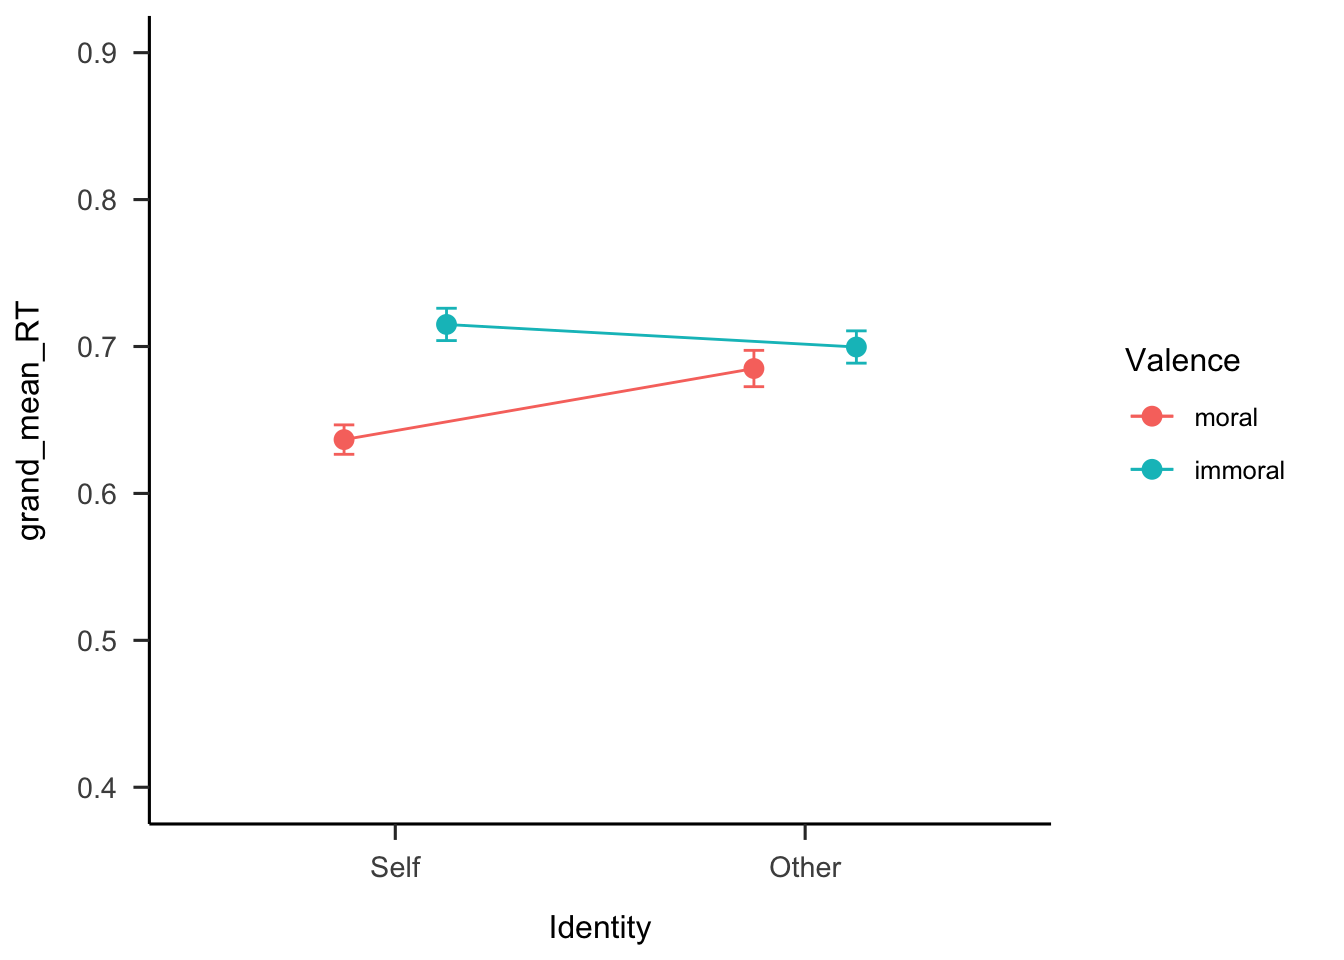 0.9
0.8
0.7
0.6
0.5
0.4
grand_mean_RT
Self
Other
Identity
Valence
moral
immoral